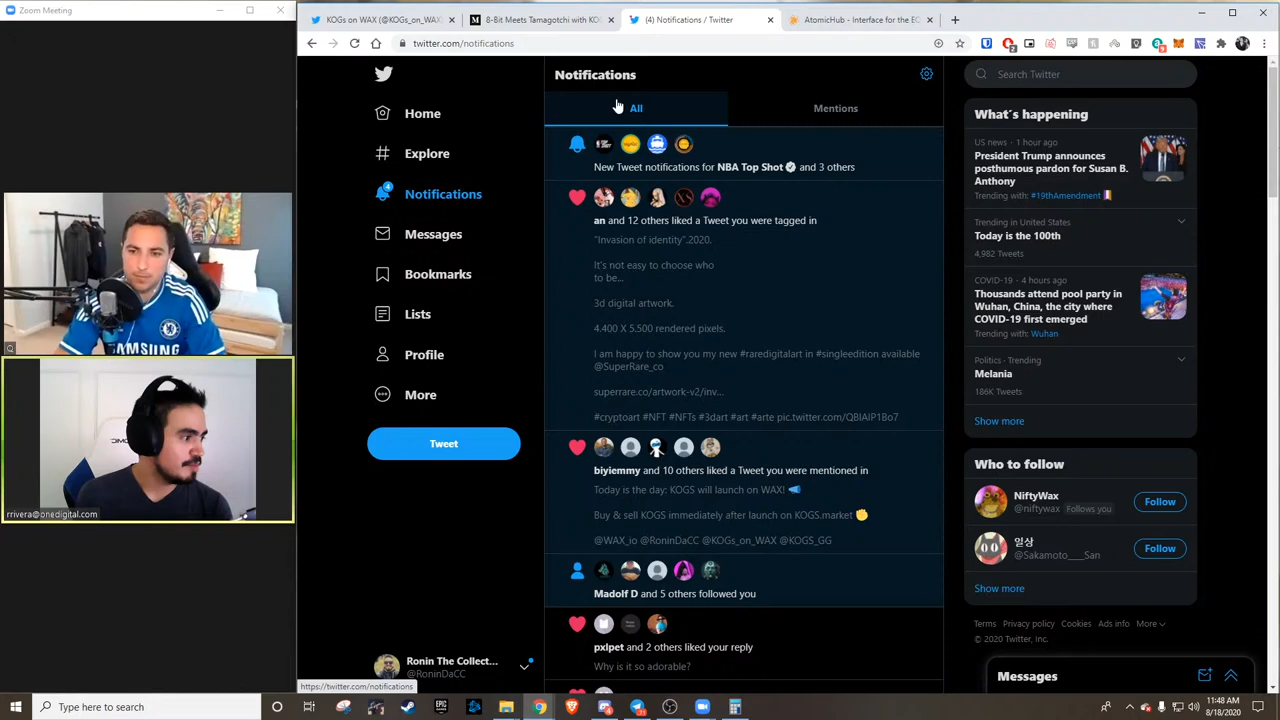 Zoom Meeting
SAMSUNG
DMC
rrivera@onedigital.com
KOGs on WAX (@KOGs_on_WAX
8-Bit Meets Tamagotchi with KO
(4) Notifications / Twitter
AtomicHub - Interface for the EO
twitter.com/notifications
Home
Explore
4
Notifications
Messages
Bookmarks
Lists
Profile
More
Tweet
Ronin The Collect...
@RoninDaCC
https://twitter.com/notifications
Notifications
All
Mentions
New Tweet notifications for NBA Top Shot and 3 others
an and 12 others liked a Tweet you were tagged in
"Invasion of identity".2020.
It's not easy to choose who
to be...
3d digital artwork.
4.400 X 5.500 rendered pixels.
I am happy to show you my new #raredigitalart in #singleedition available
@SuperRare_co
superrare.co/artwork-v2/inv...
#cryptoart #NFT #NFTs #3dart #art #arte pic.twitter.com/QBIAIP1Bo7
biyiemmy and 10 others liked a Tweet you were mentioned in
Today is the day: KOGS will launch on WAX!
Buy & sell KOGS immediately after launch on KOGS.market
@WAX_io @RoninDaCC @KOGs_on_WAX @KOGS_GG
Madolf D and 5 others followed you
pxlpet and 2 others liked your reply
Why is it so adorable?
Search Twitter
What's happening
US news · 1 hour ago
President Trump announces
posthumous pardon for Susan B.
Anthony
Trending with: #19thAmendment
Trending in United States
Today is the 100th
4,982 Tweets
COVID-19 · 4 hours ago
Thousands attend pool party in
Wuhan, China, the city where
COVID-19 first emerged
Trending with: Wuhan
Politics · Trending
Melania
186K Tweets
Show more
Who to follow
NiftyWax
@niftywax Follows you
Follow
일상
@Sakamoto___San
Follow
Show more
Terms Privacy policy Cookies Ads info More
© 2020 Twitter, Inc.
Messages
Type here to search
EPIC
11:48 AM
8/18/2020